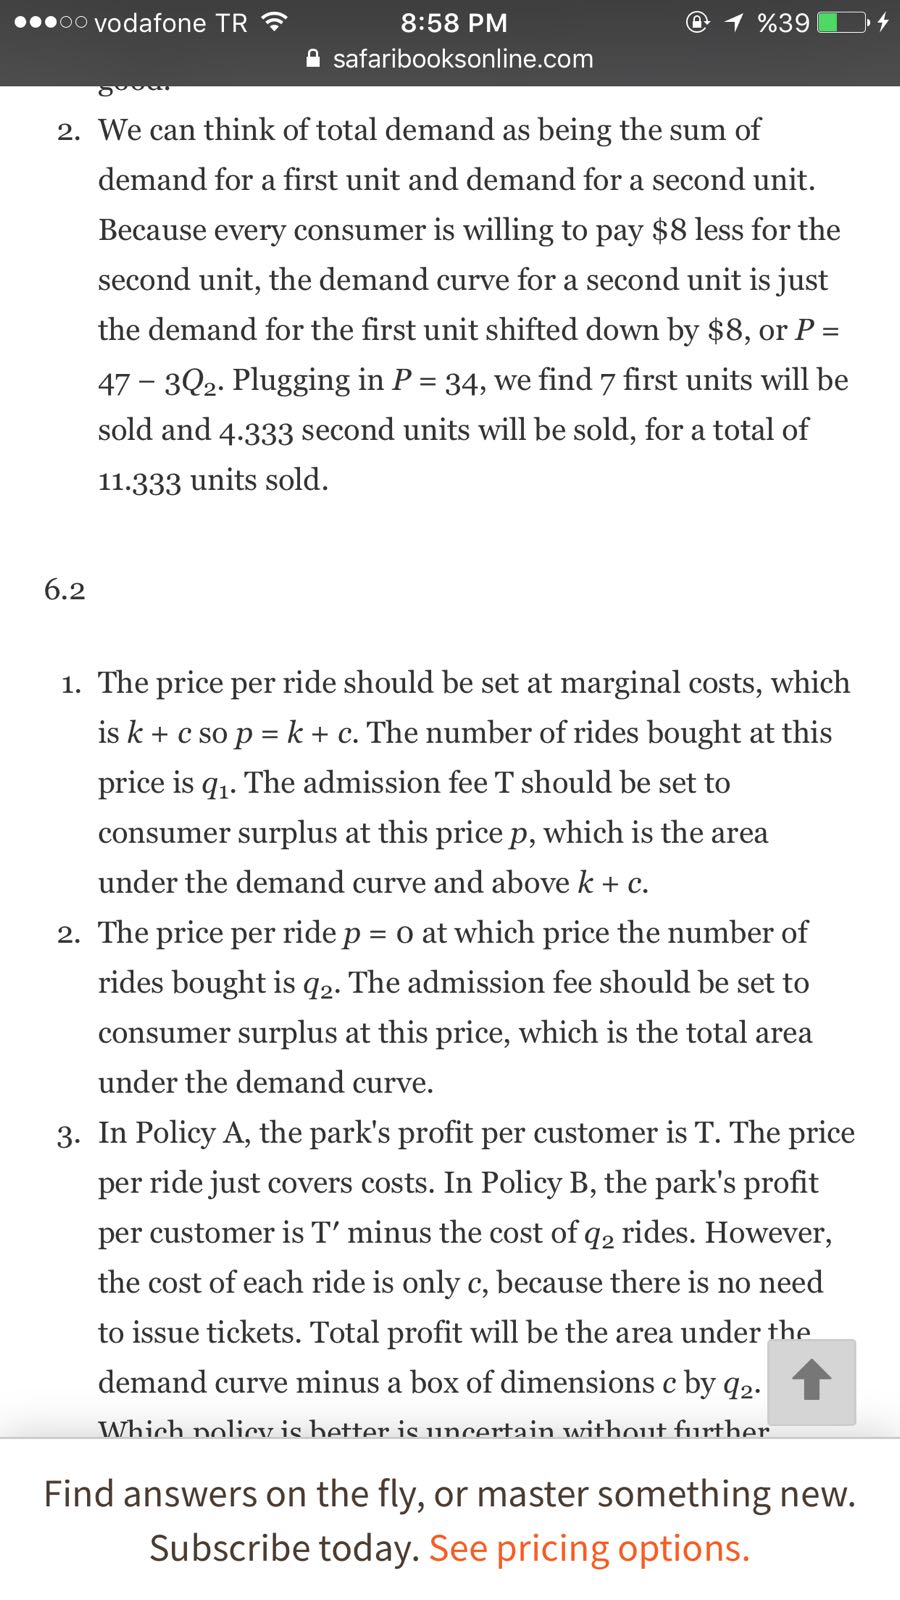 vodafone TR 8:58 PM %39
safaribooksonline.com
good.
2. We can think of total demand as being the sum of
demand for a first unit and demand for a second unit.
Because every consumer is willing to pay $8 less for the
second unit, the demand curve for a second unit is just
the demand for the first unit shifted down by $8, or P =
47 − 3Q₂. Plugging in P = 34, we find 7 first units will be
sold and 4.333 second units will be sold, for a total of
11.333 units sold.
6.2
1. The price per ride should be set at marginal costs, which
is k + c so p = k + c. The number of rides bought at this
price is q₁. The admission fee T should be set to
consumer surplus at this price p, which is the area
under the demand curve and above k + c.
2. The price per ride p = 0 at which price the number of
rides bought is q₂. The admission fee should be set to
consumer surplus at this price, which is the total area
under the demand curve.
3. In Policy A, the park's profit per customer is T. The price
per ride just covers costs. In Policy B, the park's profit
per customer is T′ minus the cost of q₂ rides. However,
the cost of each ride is only c, because there is no need
to issue tickets. Total profit will be the area under the
demand curve minus a box of dimensions c by q₂.
Which policy is better is uncertain without further
Find answers on the fly, or master something new.
Subscribe today. See pricing options.